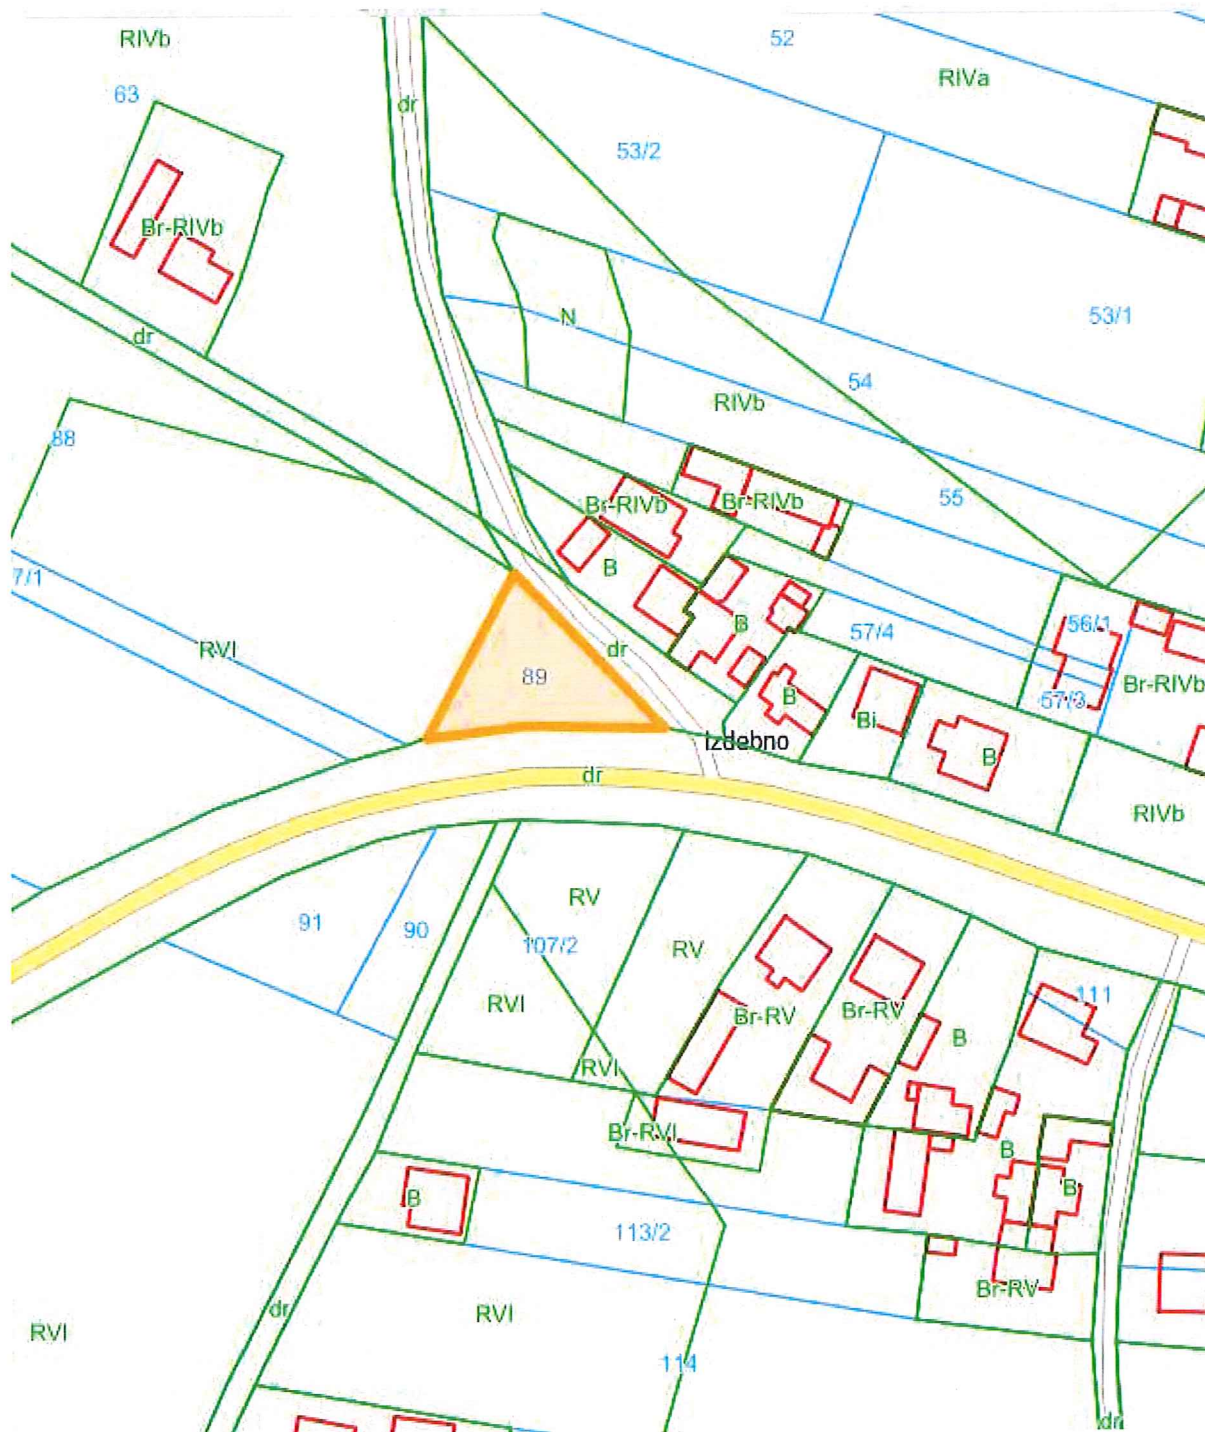 RIVb
52
RIVa
63
dr
53/2
Br-RIVb
N
53/1
dr
54
RIVb
88
55
Br-RIVb
Br-RIVb
B
7/1
B
57/4
56/1
RVI
dr
89
B
57/3
Br-RIVb
Bi
Izdebno
B
dr
RIVb
RV
91
90
107/2
RV
RVI
111
Br-RV
Br-RV
B
RVI
Br-RVI
B
B
B
113/2
Br-RV
dr
RVI
RVI
114
dr